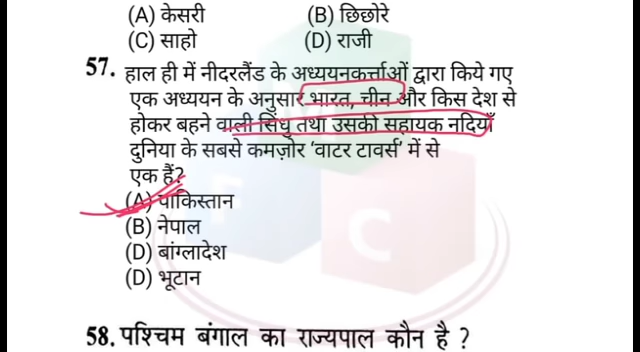 (A) केसरी (B) छिछोरे
(C) साहो (D) राजी
57. हाल ही में नीदरलैंड के अध्ययनकर्त्ताओं द्वारा किये गए
एक अध्ययन के अनुसार भारत, चीन और किस देश से
होकर बहने वाली सिंधु तथा उसकी सहायक नदियाँ
दुनिया के सबसे कमज़ोर ‘वाटर टावर्स’ में से
एक हैं?
(A) पाकिस्तान
(B) नेपाल
(D) बांग्लादेश
(D) भूटान
F C
58. पश्चिम बंगाल का राज्यपाल कौन है ?